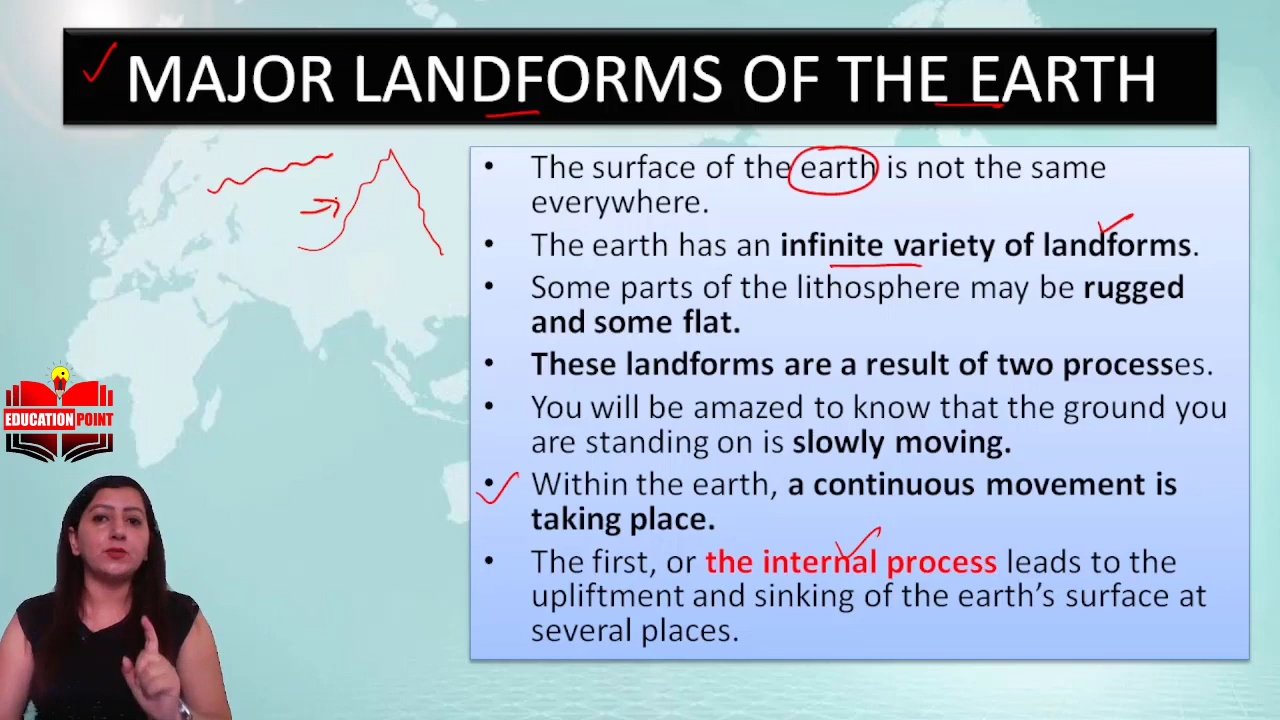 MAJOR LANDFORMS OF THE EARTH
• The surface of the earth is not the same
everywhere.
• The earth has an infinite variety of landforms.
• Some parts of the lithosphere may be rugged
and some flat.
• These landforms are a result of two processes.
• You will be amazed to know that the ground you
are standing on is slowly moving.
• Within the earth, a continuous movement is
taking place.
• The first, or the internal process leads to the
upliftment and sinking of the earth's surface at
several places.
EDUCATION POINT